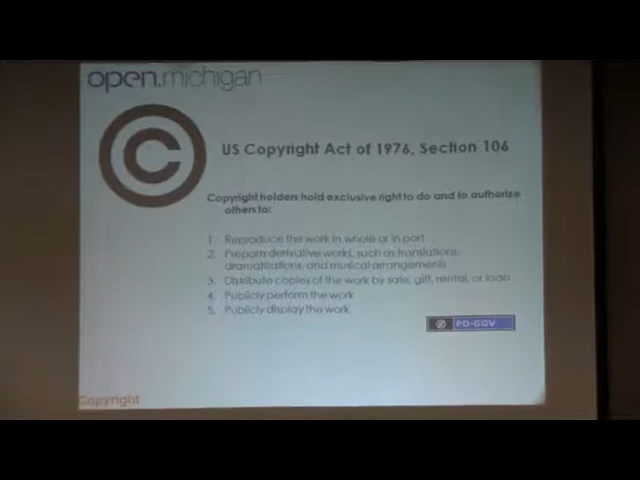 open.michigan
US Copyright Act of 1976, Section 106
Copyright holders hold exclusive right to do and to authorize
others to:
1. Reproduce the work in whole or in part
2. Prepare derivative works, such as translations,
dramatizations, and musical arrangements
3. Distribute copies of the work by sale, gift, rental, or loan
4. Publicly perform the work
5. Publicly display the work
PD-GOV
Copyright